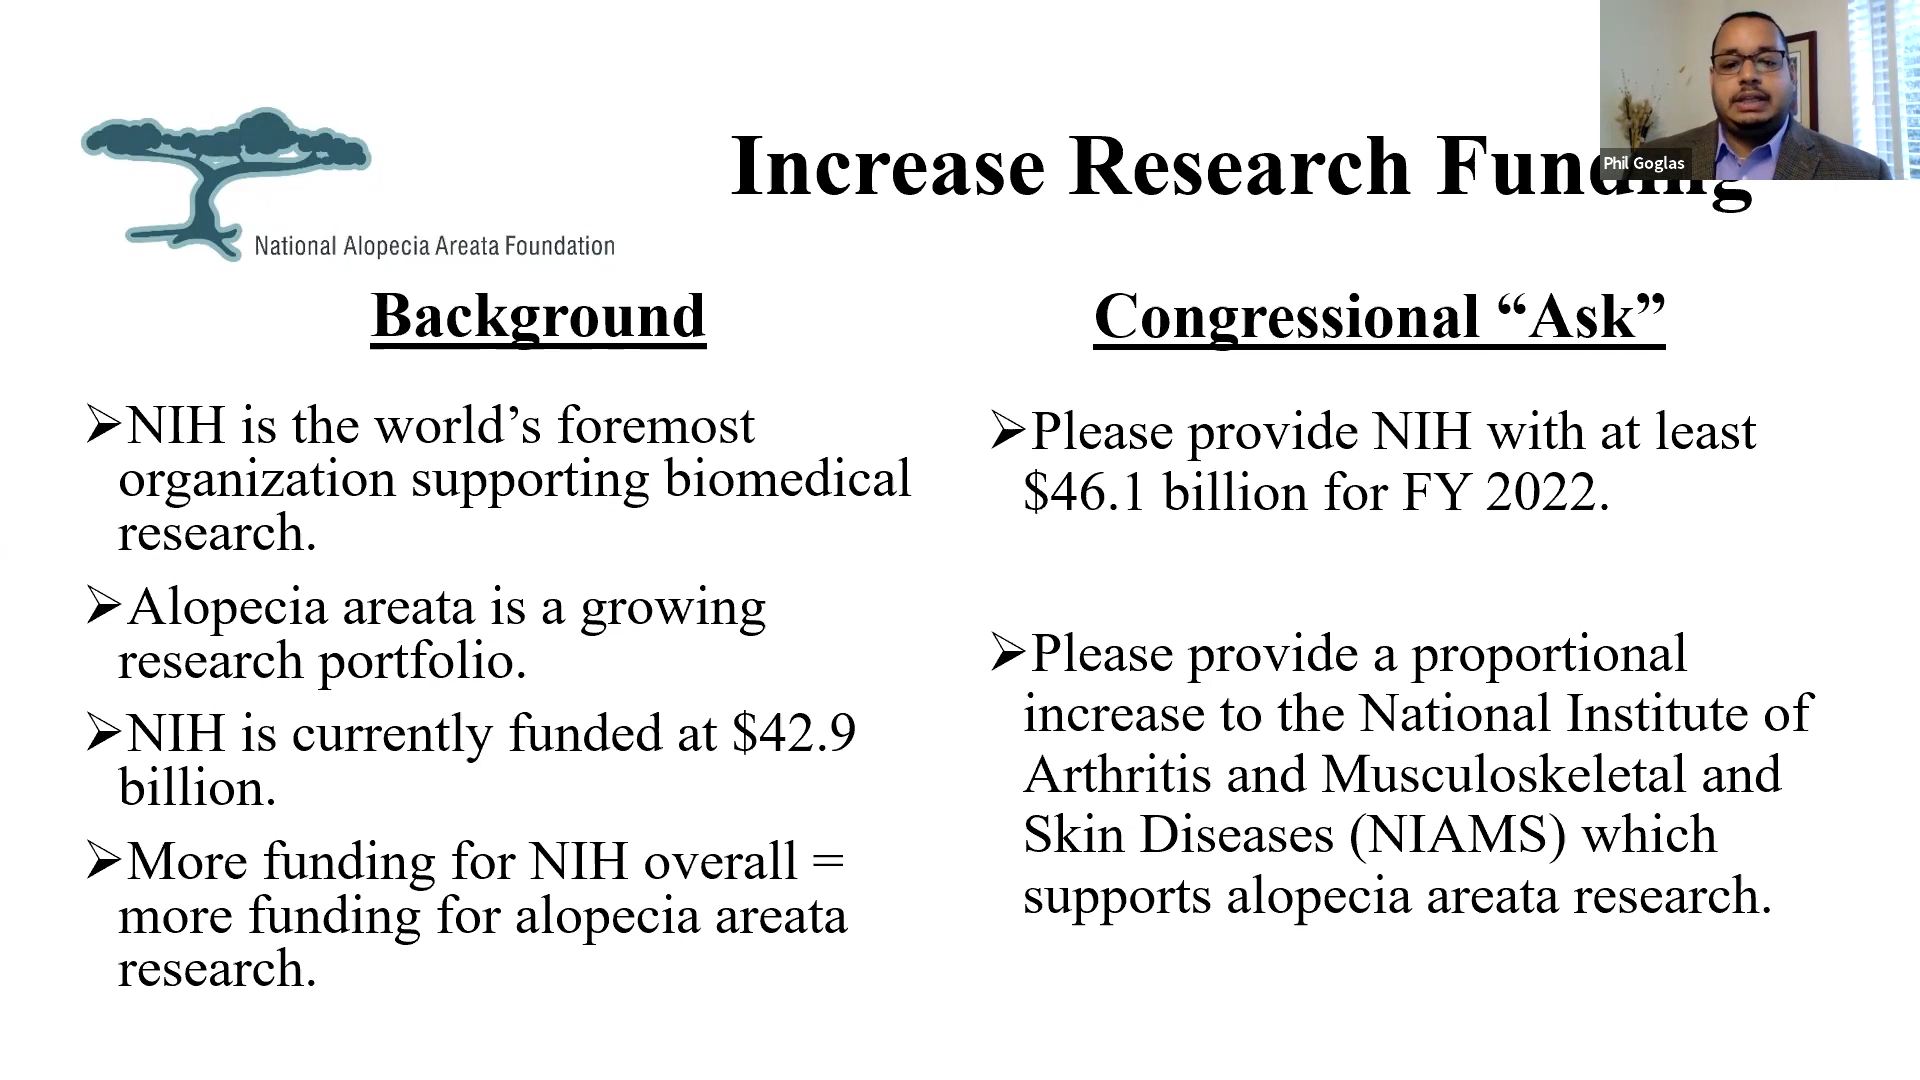 Increase Research Funding
Phil Goglas
National Alopecia Areata Foundation
Background
➢NIH is the world’s foremost
organization supporting biomedical
research.
➢Alopecia areata is a growing
research portfolio.
➢NIH is currently funded at $42.9
billion.
➢More funding for NIH overall =
more funding for alopecia areata
research.
Congressional “Ask”
➢Please provide NIH with at least
$46.1 billion for FY 2022.
➢Please provide a proportional
increase to the National Institute of
Arthritis and Musculoskeletal and
Skin Diseases (NIAMS) which
supports alopecia areata research.